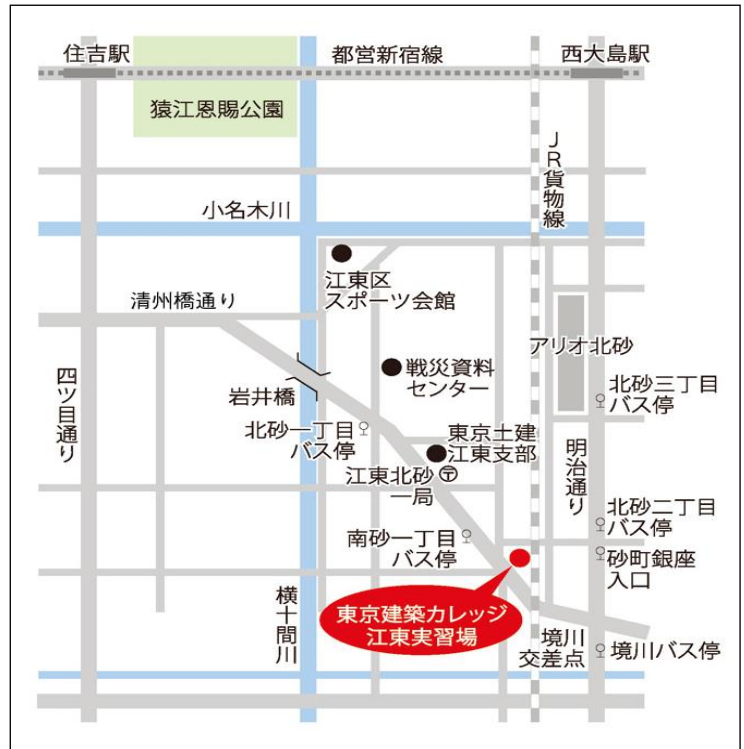 住吉駅
都営新宿線
西大島駅
猿江恩賜公園
JR貨物線
小名木川
江東区
スポーツ会館
清州橋通り
アリオ北砂
戦災資料
センター
四ツ目通り
岩井橋
北砂三丁目
バス停
北砂一丁目
バス停
東京土建
江東支部
明治通り
江東北砂
一局
〒
北砂二丁目
バス停
南砂一丁目
バス停
砂町銀座
入口
東京建築カレッジ
江東実習場
横十間川
境川
交差点
境川バス停